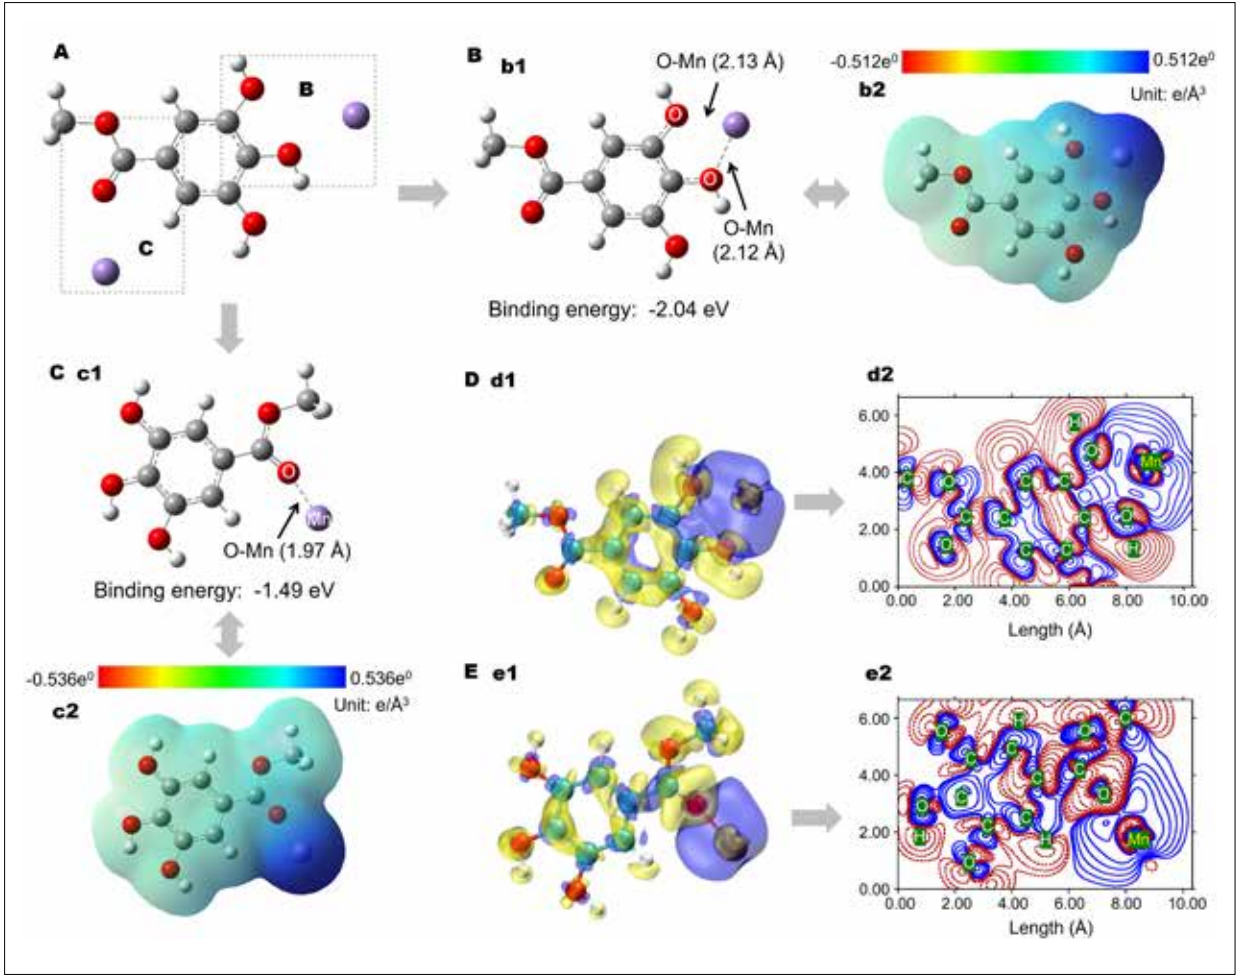 A
B
C
B b1
O-Mn (2.13 Å)
O
O
O-Mn
(2.12 Å)
Binding energy: -2.04 eV
-0.512e⁰ 0.512e⁰
b2 Unit: e/Å³
C c1
O
Mn
O-Mn (1.97 Å)
Binding energy: -1.49 eV
-0.536e⁰ 0.536e⁰
Unit: e/Å³
c2
D d1
d2
6.00
4.00
2.00
0.00
H
O
Mn
C O C C
C C C O
O C C H
0.00 2.00 4.00 6.00 8.00 10.00
Length (Å)
E e1
e2
6.00
4.00
2.00
0.00
O H O C
C C C
C O
O C
H C C H Mn
O
0.00 2.00 4.00 6.00 8.00 10.00
Length (Å)